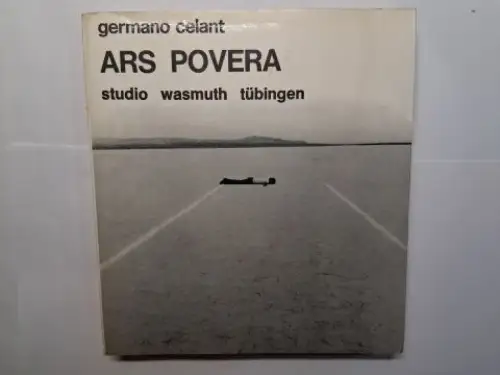 germano celant
ARS POVERA
studio wasmuth tübingen